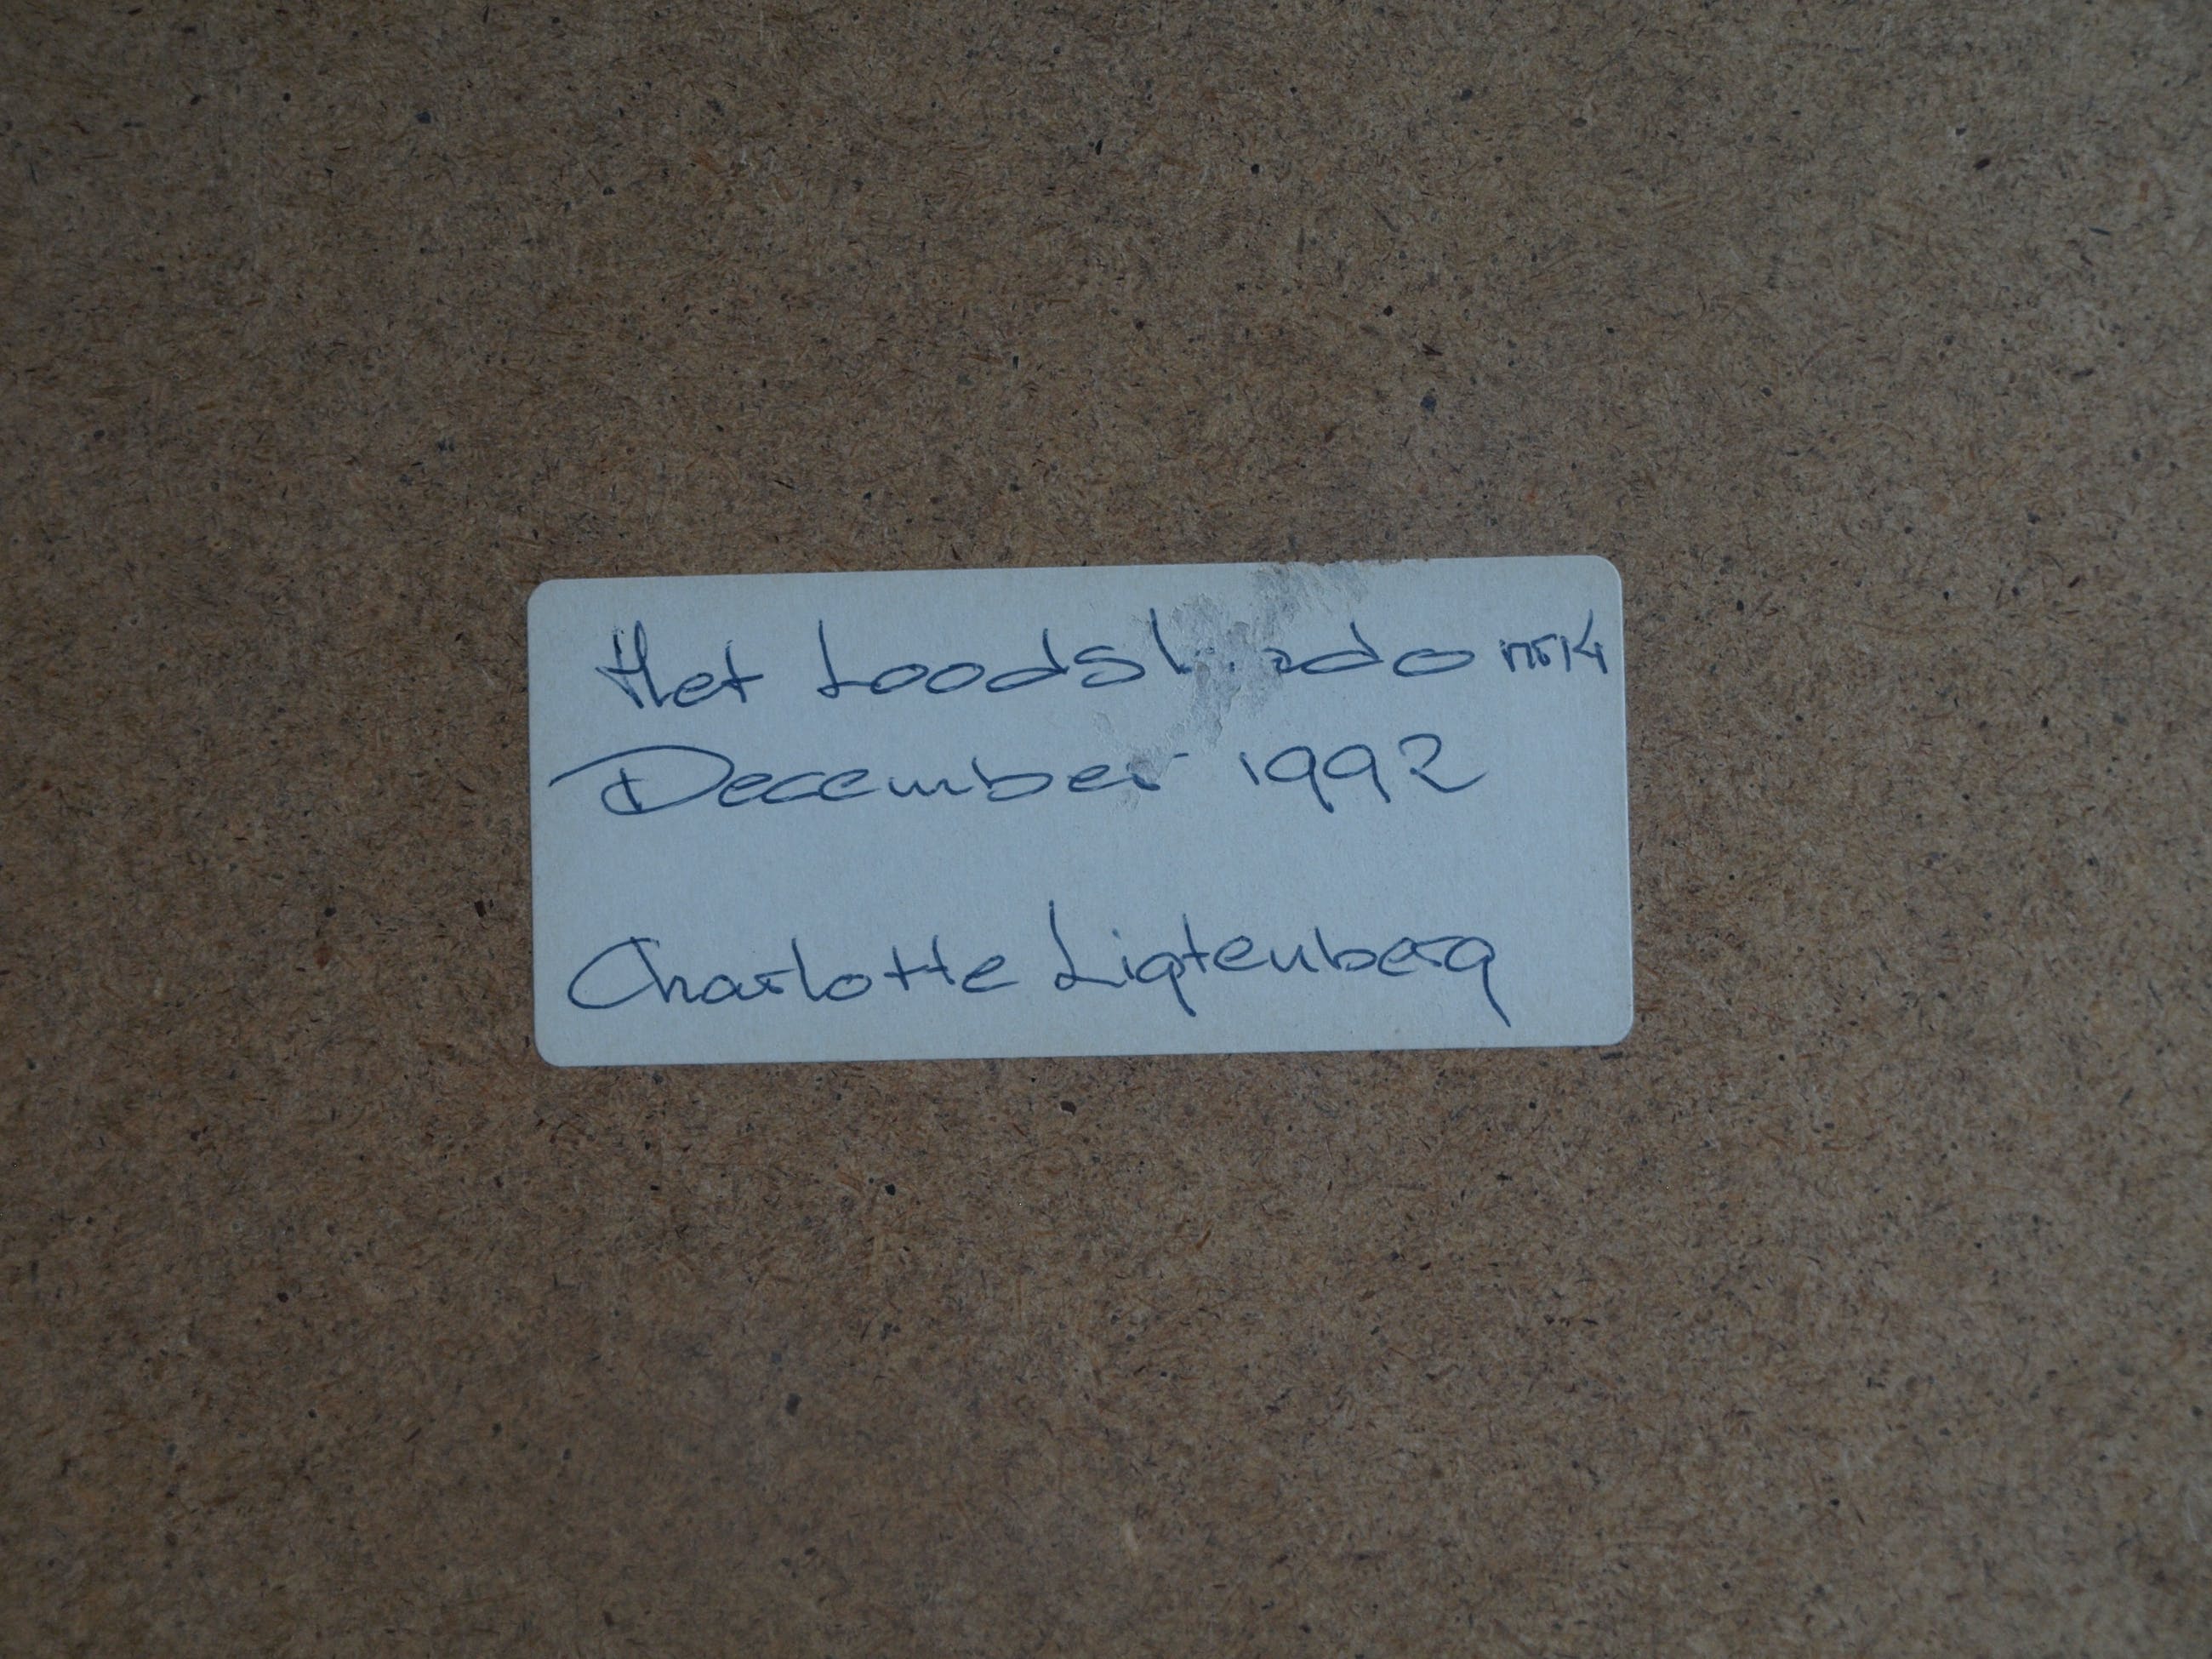 Het
December 1992
Charlotte Ligtenberg